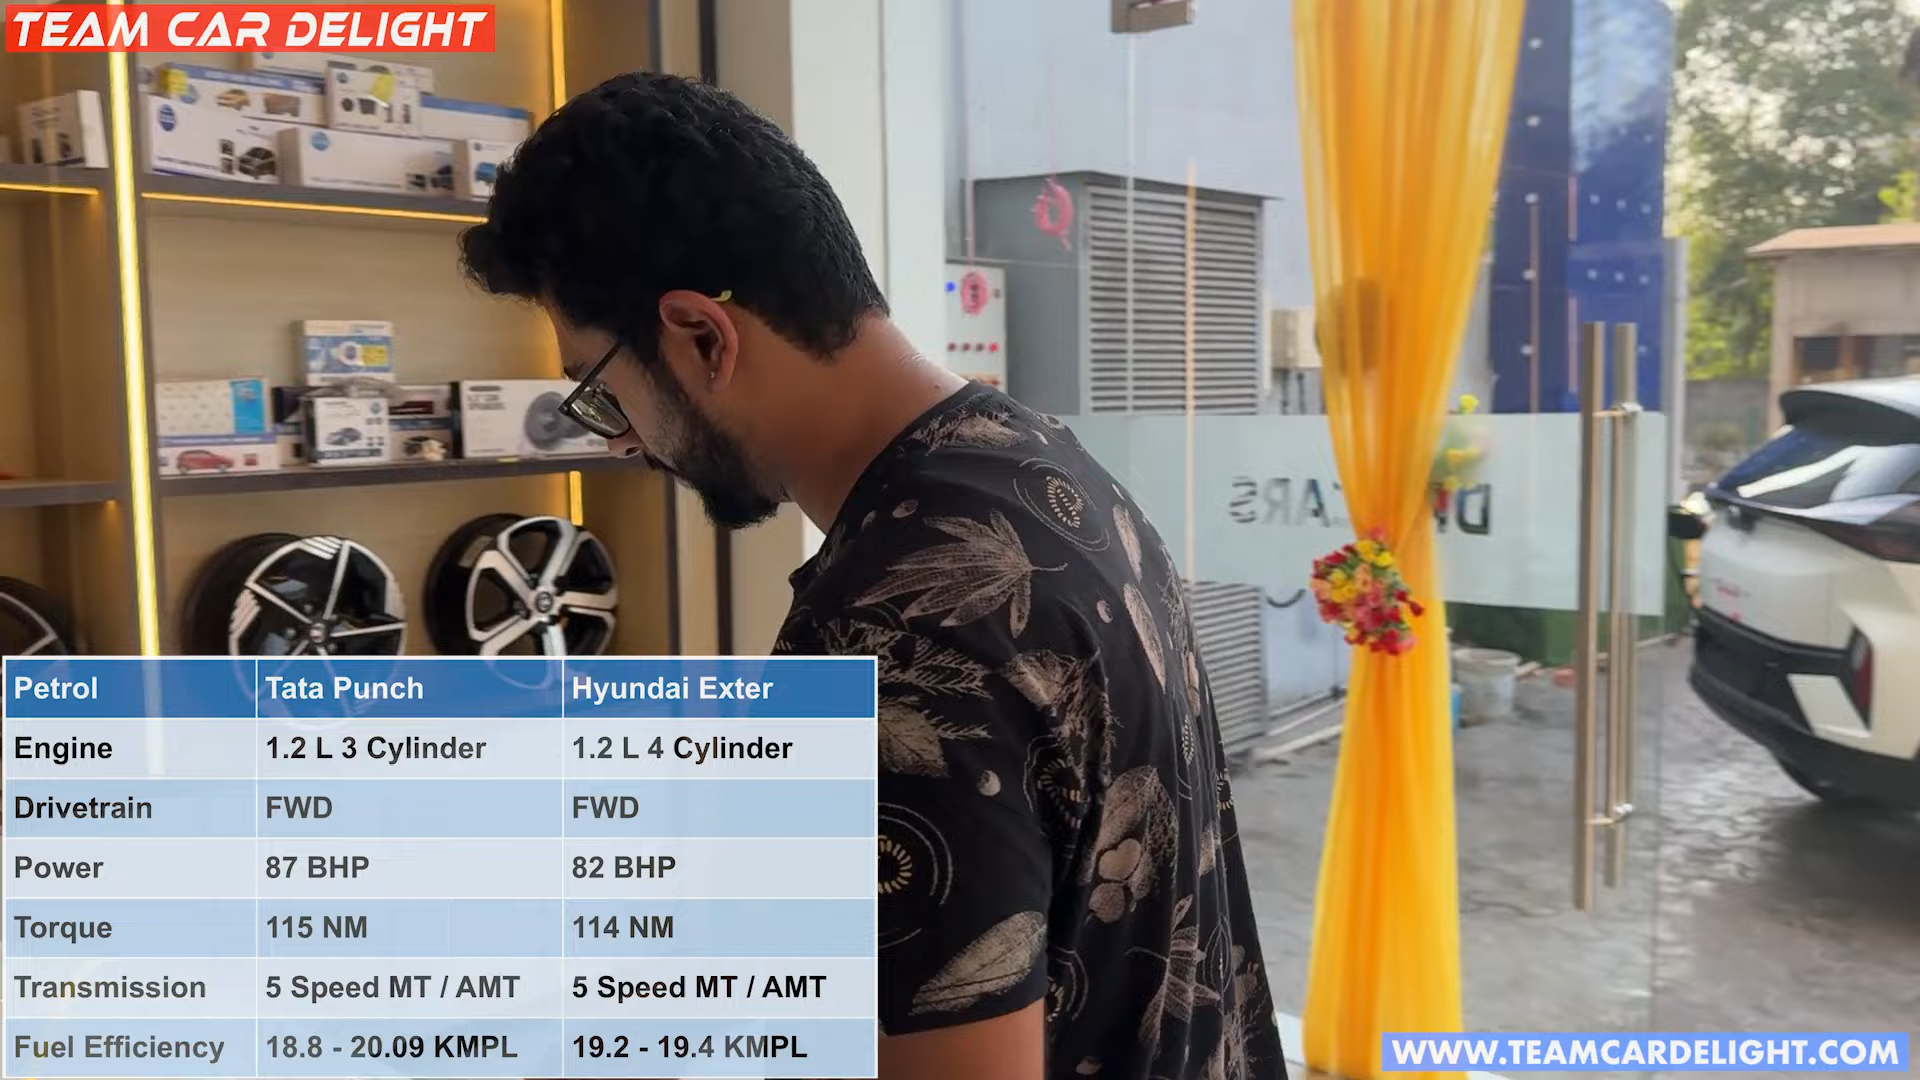 TEAM CAR DELIGHT
Petrol Tata Punch Hyundai Exter
Engine 1.2 L 3 Cylinder 1.2 L 4 Cylinder
Drivetrain FWD FWD
Power 87 BHP 82 BHP
Torque 115 NM 114 NM
Transmission 5 Speed MT / AMT 5 Speed MT / AMT
Fuel Efficiency 18.8 - 20.09 KMPL 19.2 - 19.4 KMPL
WWW.TEAMCARDELIGHT.COM